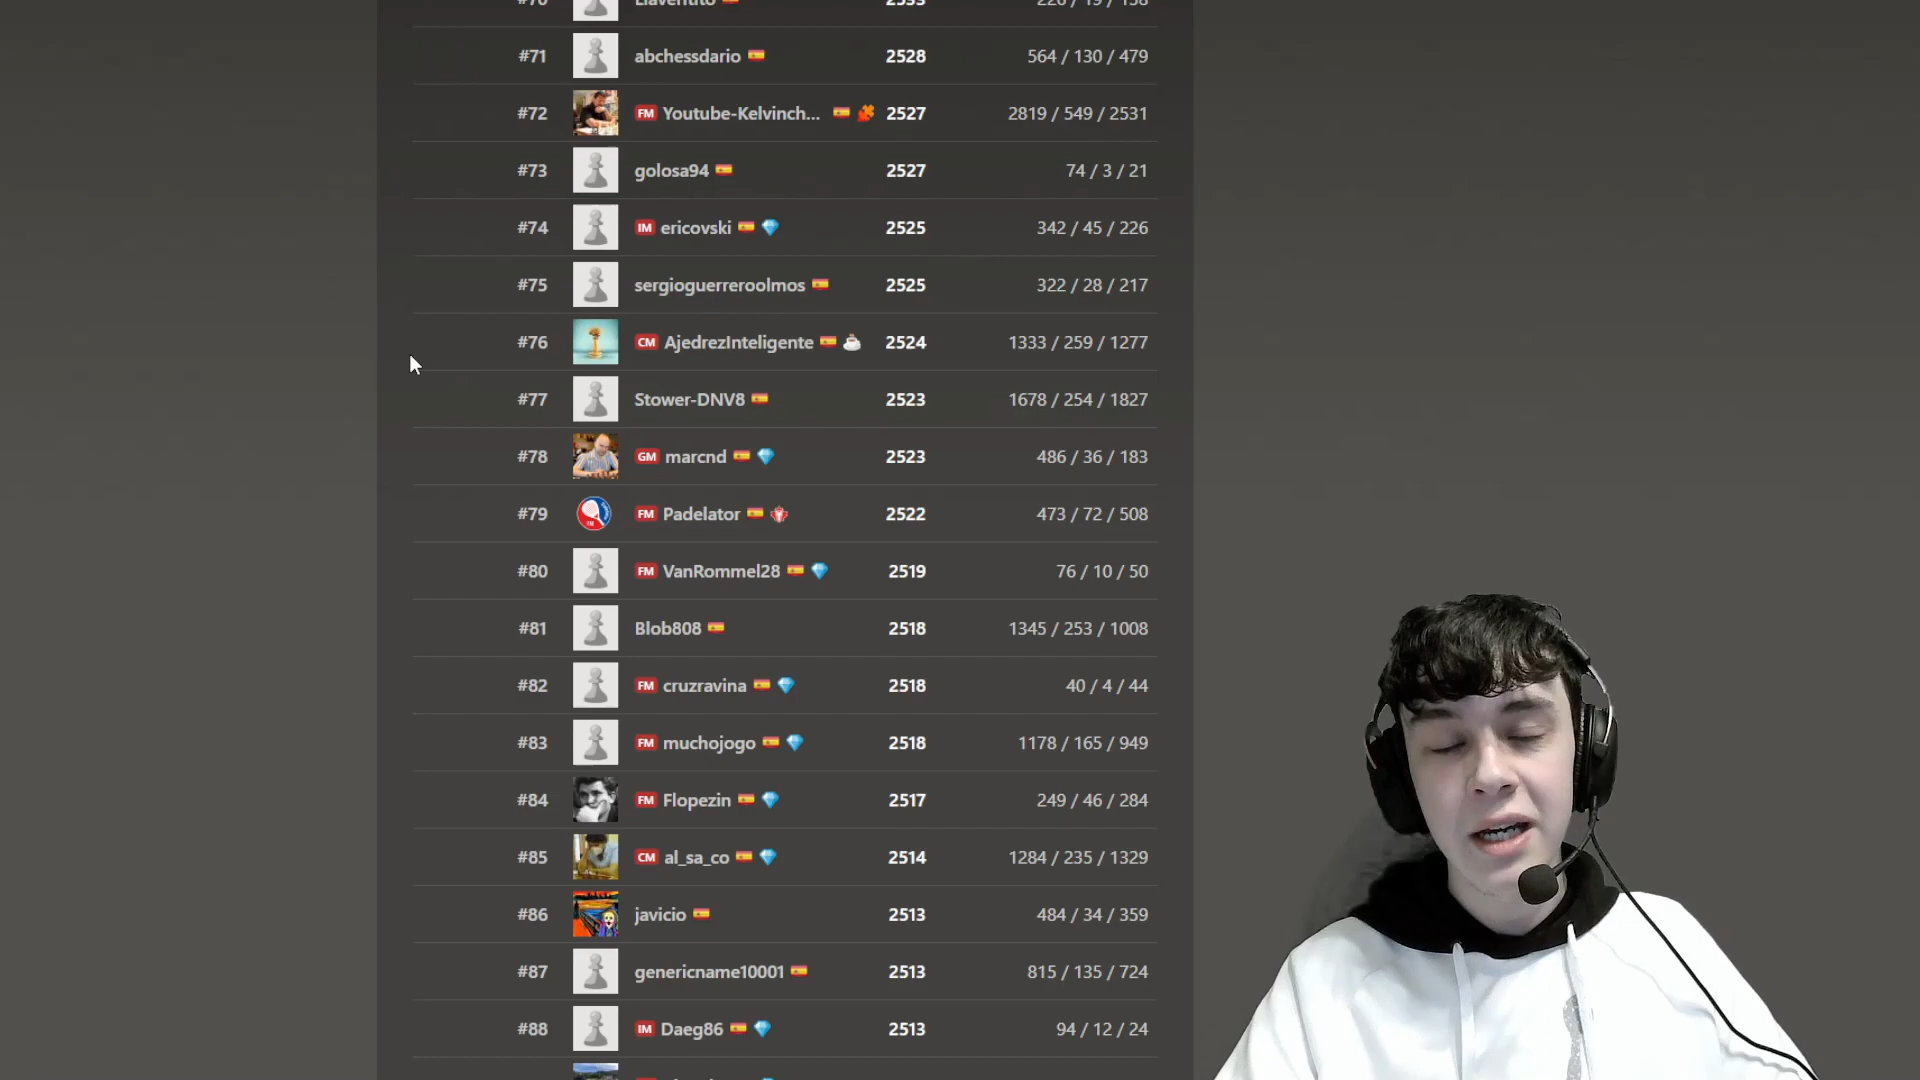 #70 Llaventito 2533 226 / 19 / 158
#71 abchessdario 2528 564 / 130 / 479
#72 FM Youtube-Kelvinch... 2527 2819 / 549 / 2531
#73 golosa94 2527 74 / 3 / 21
#74 IM ericovski 2525 342 / 45 / 226
#75 sergioguerreroolmos 2525 322 / 28 / 217
#76 CM AjedrezInteligente 2524 1333 / 259 / 1277
#77 Stower-DNV8 2523 1678 / 254 / 1827
#78 GM marcnd 2523 486 / 36 / 183
#79 FM Padelator 2522 473 / 72 / 508
#80 FM VanRommel28 2519 76 / 10 / 50
#81 Blob808 2518 1345 / 253 / 1008
#82 FM cruzravina 2518 40 / 4 / 44
#83 FM muchojogo 2518 1178 / 165 / 949
#84 FM Flopezin 2517 249 / 46 / 284
#85 CM al_sa_co 2514 1284 / 235 / 1329
#86 javicio 2513 484 / 34 / 359
#87 genericname10001 2513 815 / 135 / 724
#88 IM Daeg86 2513 94 / 12 / 24